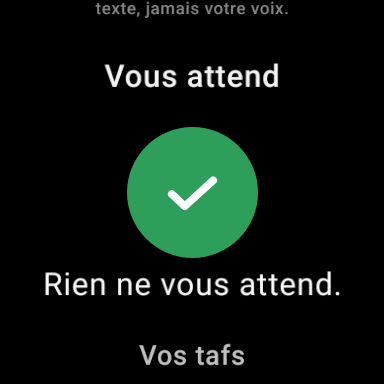 texte, jamais votre voix.
Vous attend
Rien ne vous attend.
Vos tafs